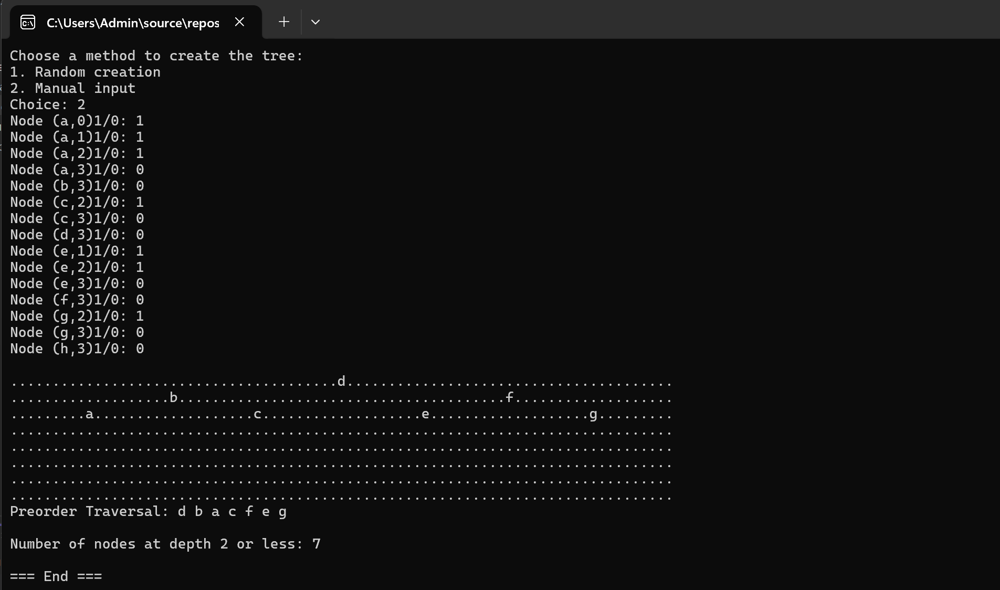 C:\Users\Admin\source\repos
Choose a method to create the tree:
1. Random creation
2. Manual input
Choice: 2
Node (a,0)1/0: 1
Node (a,1)1/0: 1
Node (a,2)1/0: 1
Node (a,3)1/0: 0
Node (b,3)1/0: 0
Node (c,2)1/0: 1
Node (c,3)1/0: 0
Node (d,3)1/0: 0
Node (e,1)1/0: 1
Node (e,2)1/0: 1
Node (e,3)1/0: 0
Node (f,3)1/0: 0
Node (g,2)1/0: 1
Node (g,3)1/0: 0
Node (h,3)1/0: 0
.......................................d.......................................
...................b.......................................f...................
.........a...................c...................e...................g.........
...............................................................................
...............................................................................
...............................................................................
...............................................................................
...............................................................................
Preorder Traversal: d b a c f e g
Number of nodes at depth 2 or less: 7
=== End ===